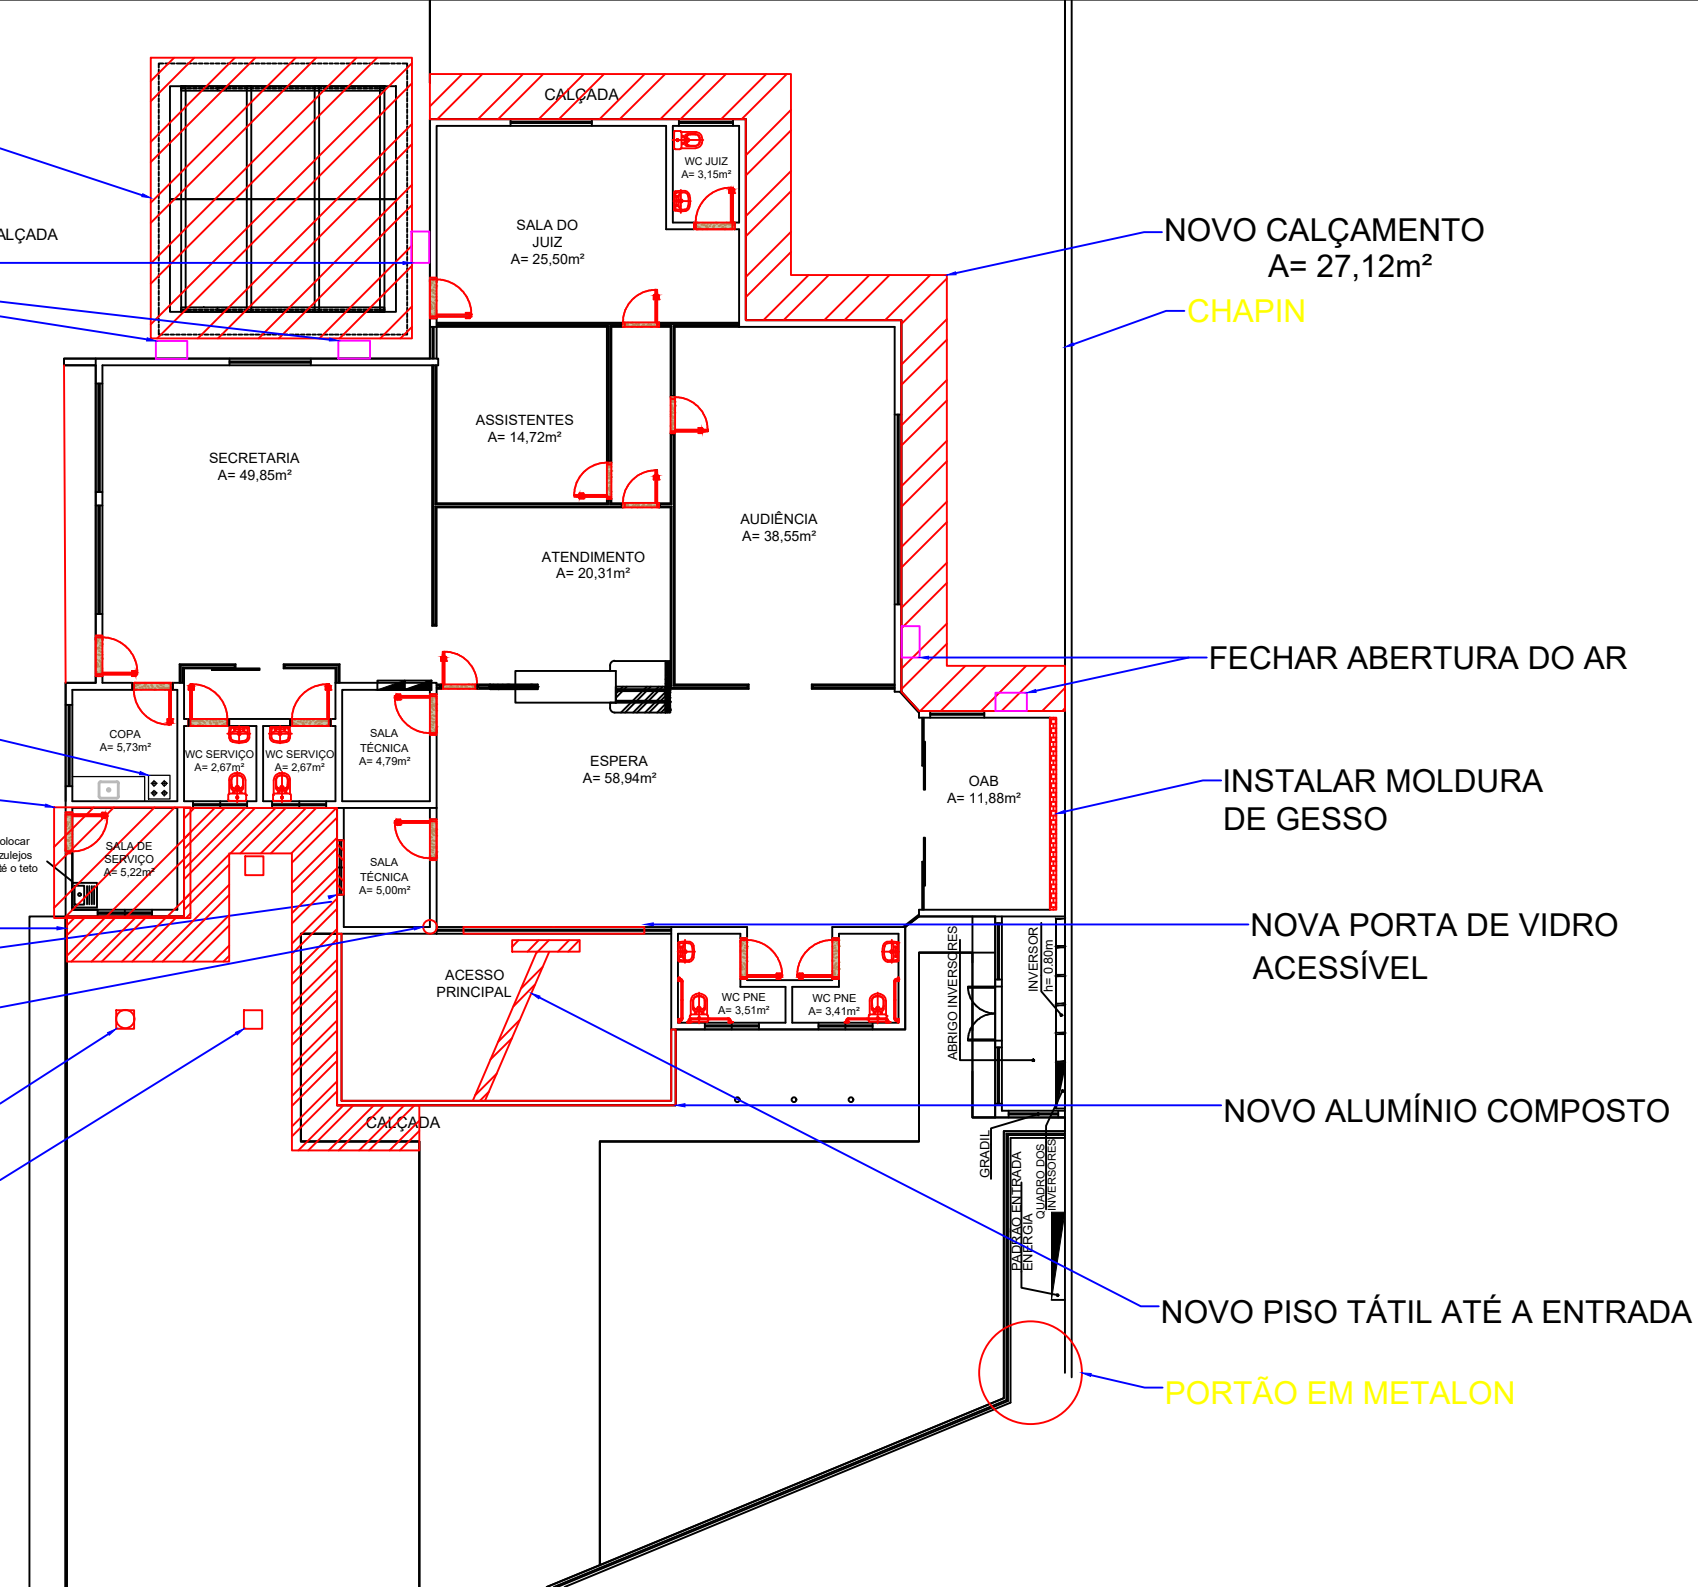 CALÇADA
WC JUIZ
A= 3,15m²
SALA DO
JUIZ
A= 25,50m²
ALÇADA
NOVO CALÇAMENTO
A= 27,12m²
CHAPIN
ASSISTENTES
A= 14,72m²
SECRETARIA
A= 49,85m²
AUDIÊNCIA
A= 38,55m²
ATENDIMENTO
A= 20,31m²
FECHAR ABERTURA DO AR
COPA
A= 5,73m²
WC SERVIÇO
A= 2,67m²
WC SERVIÇO
A= 2,67m²
SALA
TÉCNICA
A= 4,79m²
ESPERA
A= 58,94m²
OAB
A= 11,88m²
INSTALAR MOLDURA
DE GESSO
olocar
zulejos
té o teto
SALA DE
SERVIÇO
A= 5,22m²
SALA
TÉCNICA
A= 5,00m²
NOVA PORTA DE VIDRO
ACESSÍVEL
ACESSO
PRINCIPAL
WC PNE
A= 3,51m²
WC PNE
A= 3,41m²
ABRIGO INVERSORES
INVERSOR
h= 0.80m
NOVO ALUMÍNIO COMPOSTO
CALÇADA
GRADIL
PADRÃO ENTRADA
ENERGIA
QUADRO DOS
INVERSORES
NOVO PISO TÁTIL ATÉ A ENTRADA
PORTÃO EM METALON